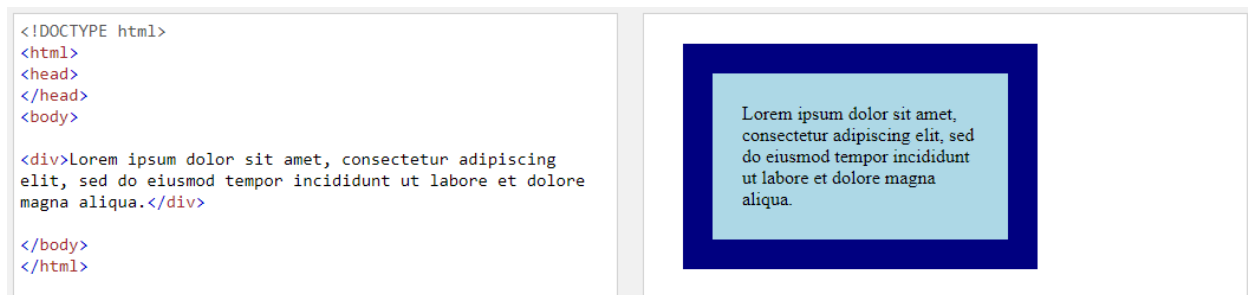 <!DOCTYPE html>
<html>
<head>
</head>
<body>
<div>Lorem ipsum dolor sit amet, consectetur adipiscing
elit, sed do eiusmod tempor incididunt ut labore et dolore
magna aliqua.</div>
</body>
</html>
Lorem ipsum dolor sit amet,
consectetur adipiscing elit, sed
do eiusmod tempor incididunt
ut labore et dolore magna
aliqua.